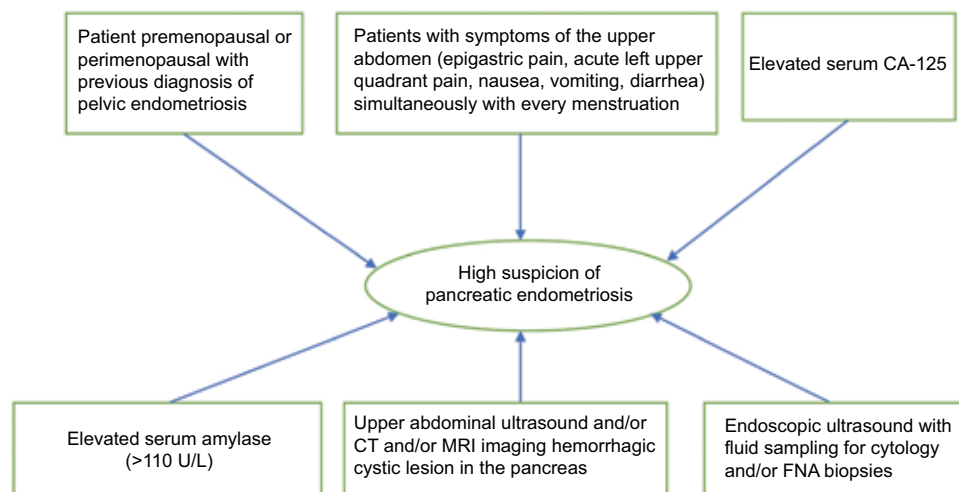 Patient premenopausal or
perimenopausal with
previous diagnosis of
pelvic endometriosis
Patients with symptoms of the upper
abdomen (epigastric pain, acute left upper
quadrant pain, nausea, vomiting, diarrhea)
simultaneously with every menstruation
Elevated serum CA-125
High suspicion of
pancreatic endometriosis
Elevated serum amylase
(>110 U/L)
Upper abdominal ultrasound and/or
CT and/or MRI imaging hemorrhagic
cystic lesion in the pancreas
Endoscopic ultrasound with
fluid sampling for cytology
and/or FNA biopsies